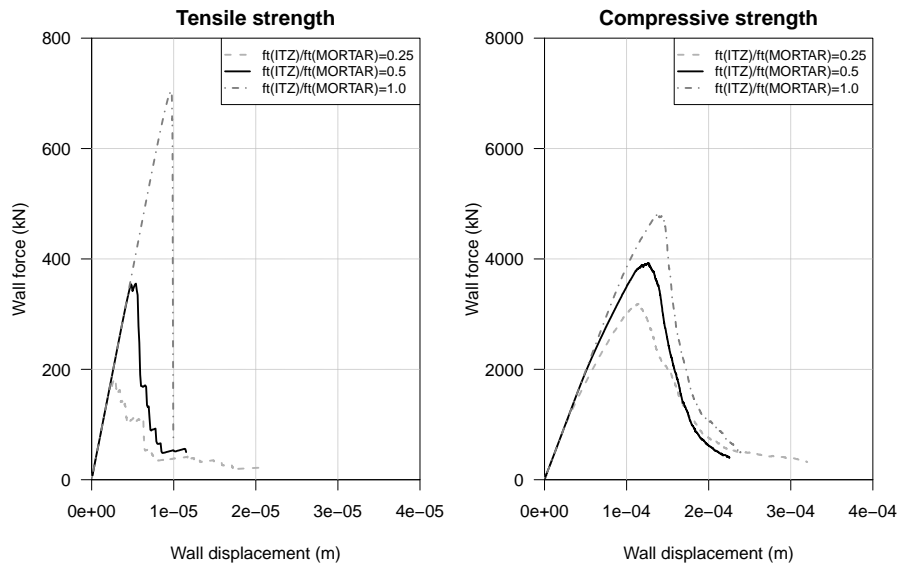 Tensile strength
Wall force (kN)
800
600
400
200
0
ft(ITZ)/ft(MORTAR)=0.25
ft(ITZ)/ft(MORTAR)=0.5
ft(ITZ)/ft(MORTAR)=1.0
0e+00 1e-05 2e-05 3e-05 4e-05
Wall displacement (m)
Compressive strength
Wall force (kN)
8000
6000
4000
2000
0
ft(ITZ)/ft(MORTAR)=0.25
ft(ITZ)/ft(MORTAR)=0.5
ft(ITZ)/ft(MORTAR)=1.0
0e+00 1e-04 2e-04 3e-04 4e-04
Wall displacement (m)